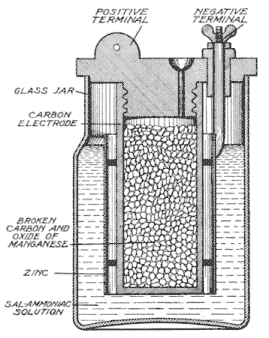 POSITIVE
TERMINAL
NEGATIVE
TERMINAL
GLASS JAR
CARBON
ELECTRODE
BROKEN
CARBON AND
OXIDE OF
MANGANESE
ZINC
SAL-AMMONIAC
SOLUTION